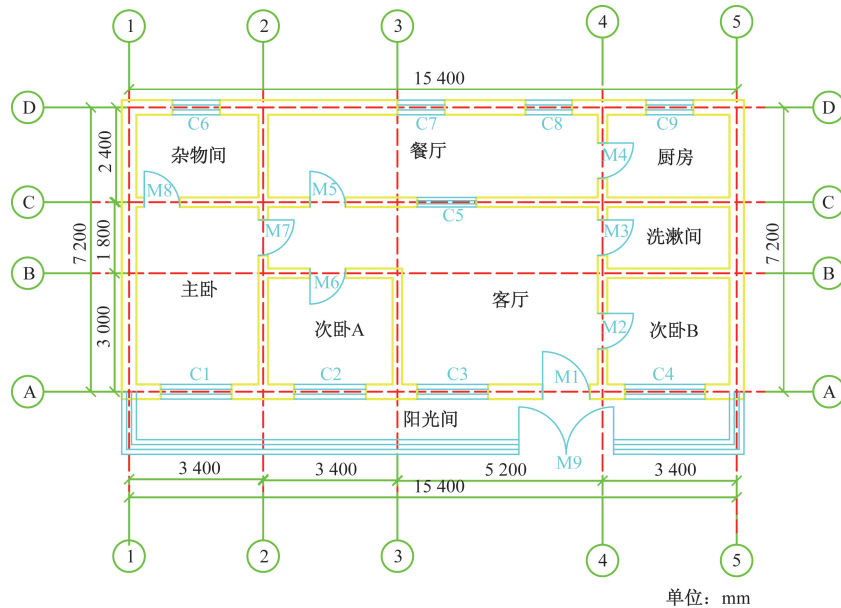 1 2 3 4 5
15 400
D D
C6 C7 C8 C9
杂物间 餐厅 厨房
M4
2 400
M8 M5
C C
C5
M7 M3 洗漱间
7 200 1 800 7 200
B B
M6
主卧 客厅
3 000
次卧A M2 次卧B
C1 C2 C3 M1 C4
A A
阳光间
M9
3 400 3 400 5 200 3 400
15 400
1 2 3 4 5
单位：mm